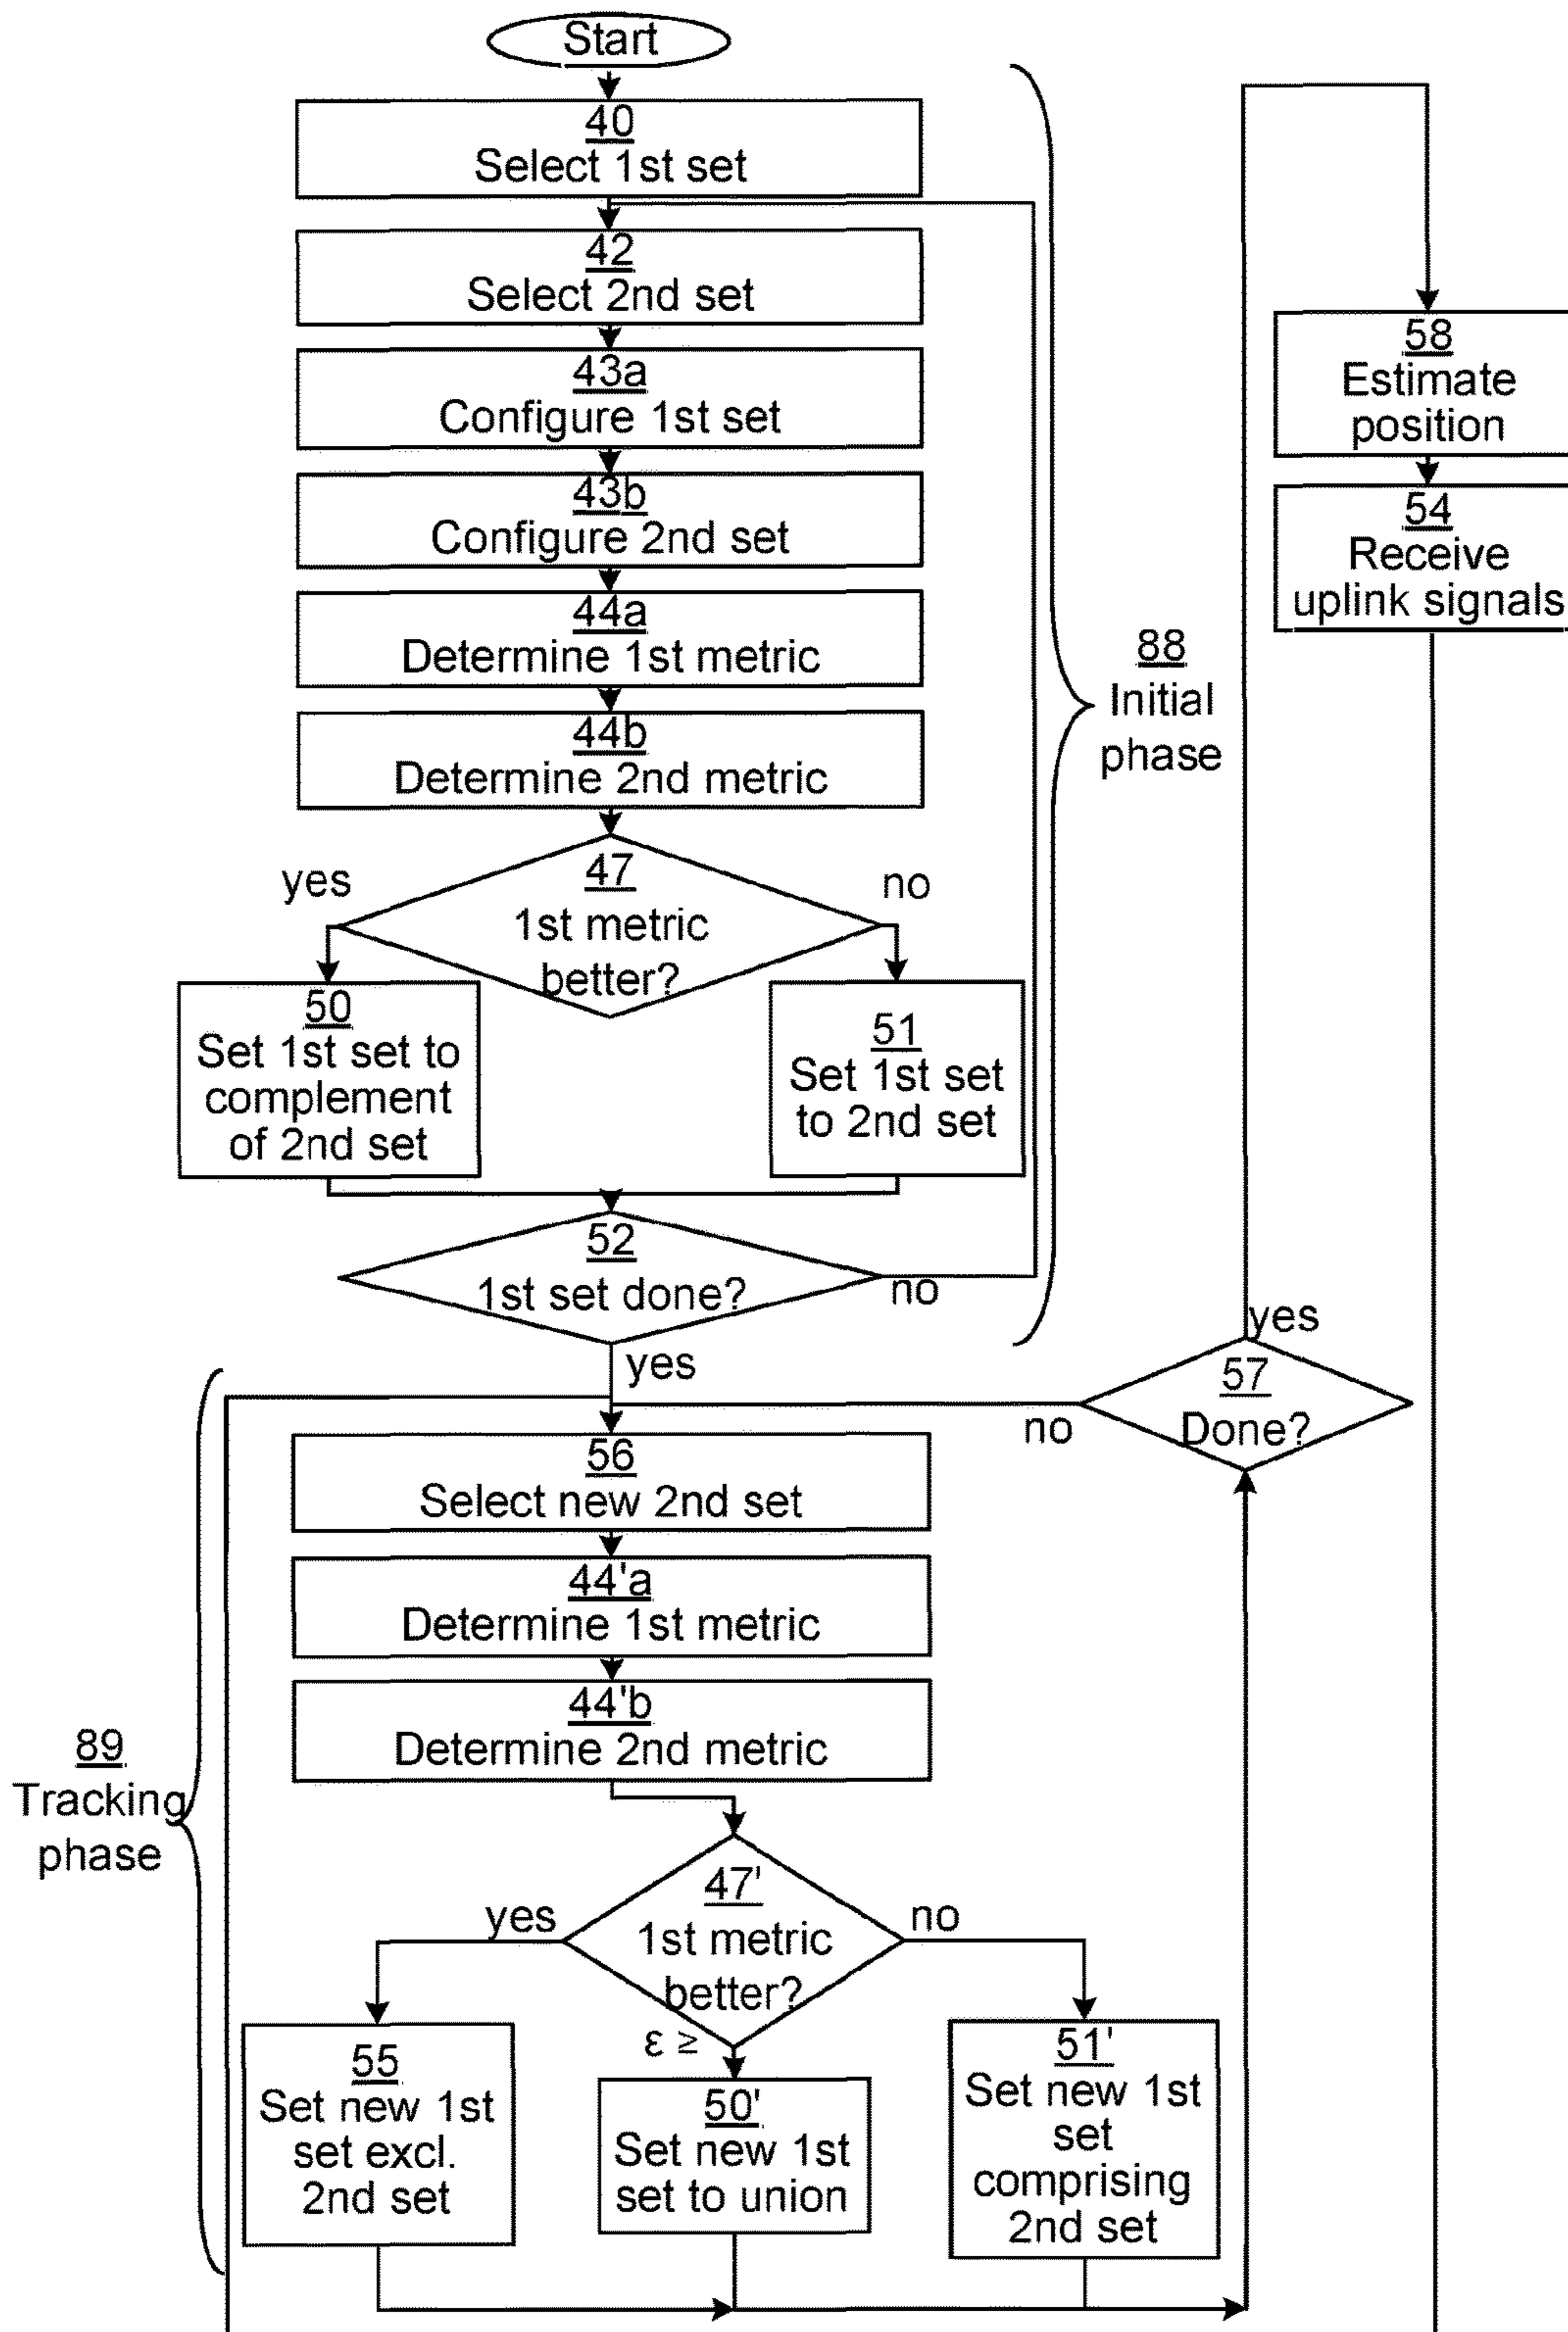 Start
40
Select 1st set
42
Select 2nd set
43a
Configure 1st set
43b
Configure 2nd set
44a
Determine 1st metric
44b
Determine 2nd metric
88
Initial
phase
47
1st metric
better?
yes
no
50
Set 1st set to
complement
of 2nd set
51
Set 1st set
to 2nd set
52
1st set done?
no
yes
89
Tracking
phase
56
Select new 2nd set
44'a
Determine 1st metric
44'b
Determine 2nd metric
47'
1st metric
better?
yes
no
ε ≥
55
Set new 1st
set excl.
2nd set
50'
Set new 1st
set to union
51'
Set new 1st
set
comprising
2nd set
57
Done?
no
yes
58
Estimate
position
54
Receive
uplink signals